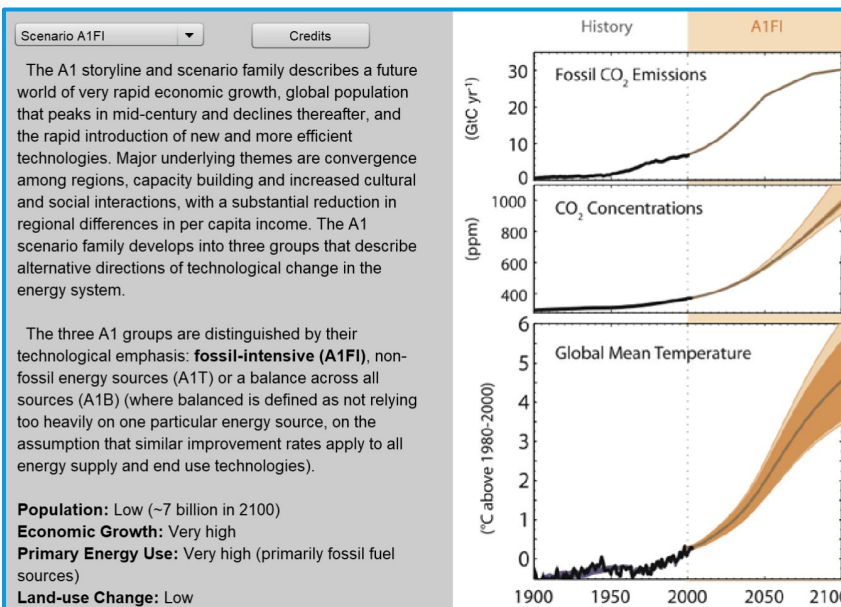 Scenario A1FI
Credits
The A1 storyline and scenario family describes a future
world of very rapid economic growth, global population
that peaks in mid-century and declines thereafter, and
the rapid introduction of new and more efficient
technologies. Major underlying themes are convergence
among regions, capacity building and increased cultural
and social interactions, with a substantial reduction in
regional differences in per capita income. The A1
scenario family develops into three groups that describe
alternative directions of technological change in the
energy system.
The three A1 groups are distinguished by their
technological emphasis: fossil-intensive (A1FI), non-
fossil energy sources (A1T) or a balance across all
sources (A1B) (where balanced is defined as not relying
too heavily on one particular energy source, on the
assumption that similar improvement rates apply to all
energy supply and end use technologies).
Population: Low (~7 billion in 2100)
Economic Growth: Very high
Primary Energy Use: Very high (primarily fossil fuel
sources)
Land-use Change: Low
History
A1FI
Fossil CO₂ Emissions
(GtC yr⁻¹)
30
20
10
0
CO₂ Concentrations
(ppm)
1000
800
600
400
Global Mean Temperature
(°C above 1980-2000)
6
5
4
3
2
1
0
1900 1950 2000 2050 2100